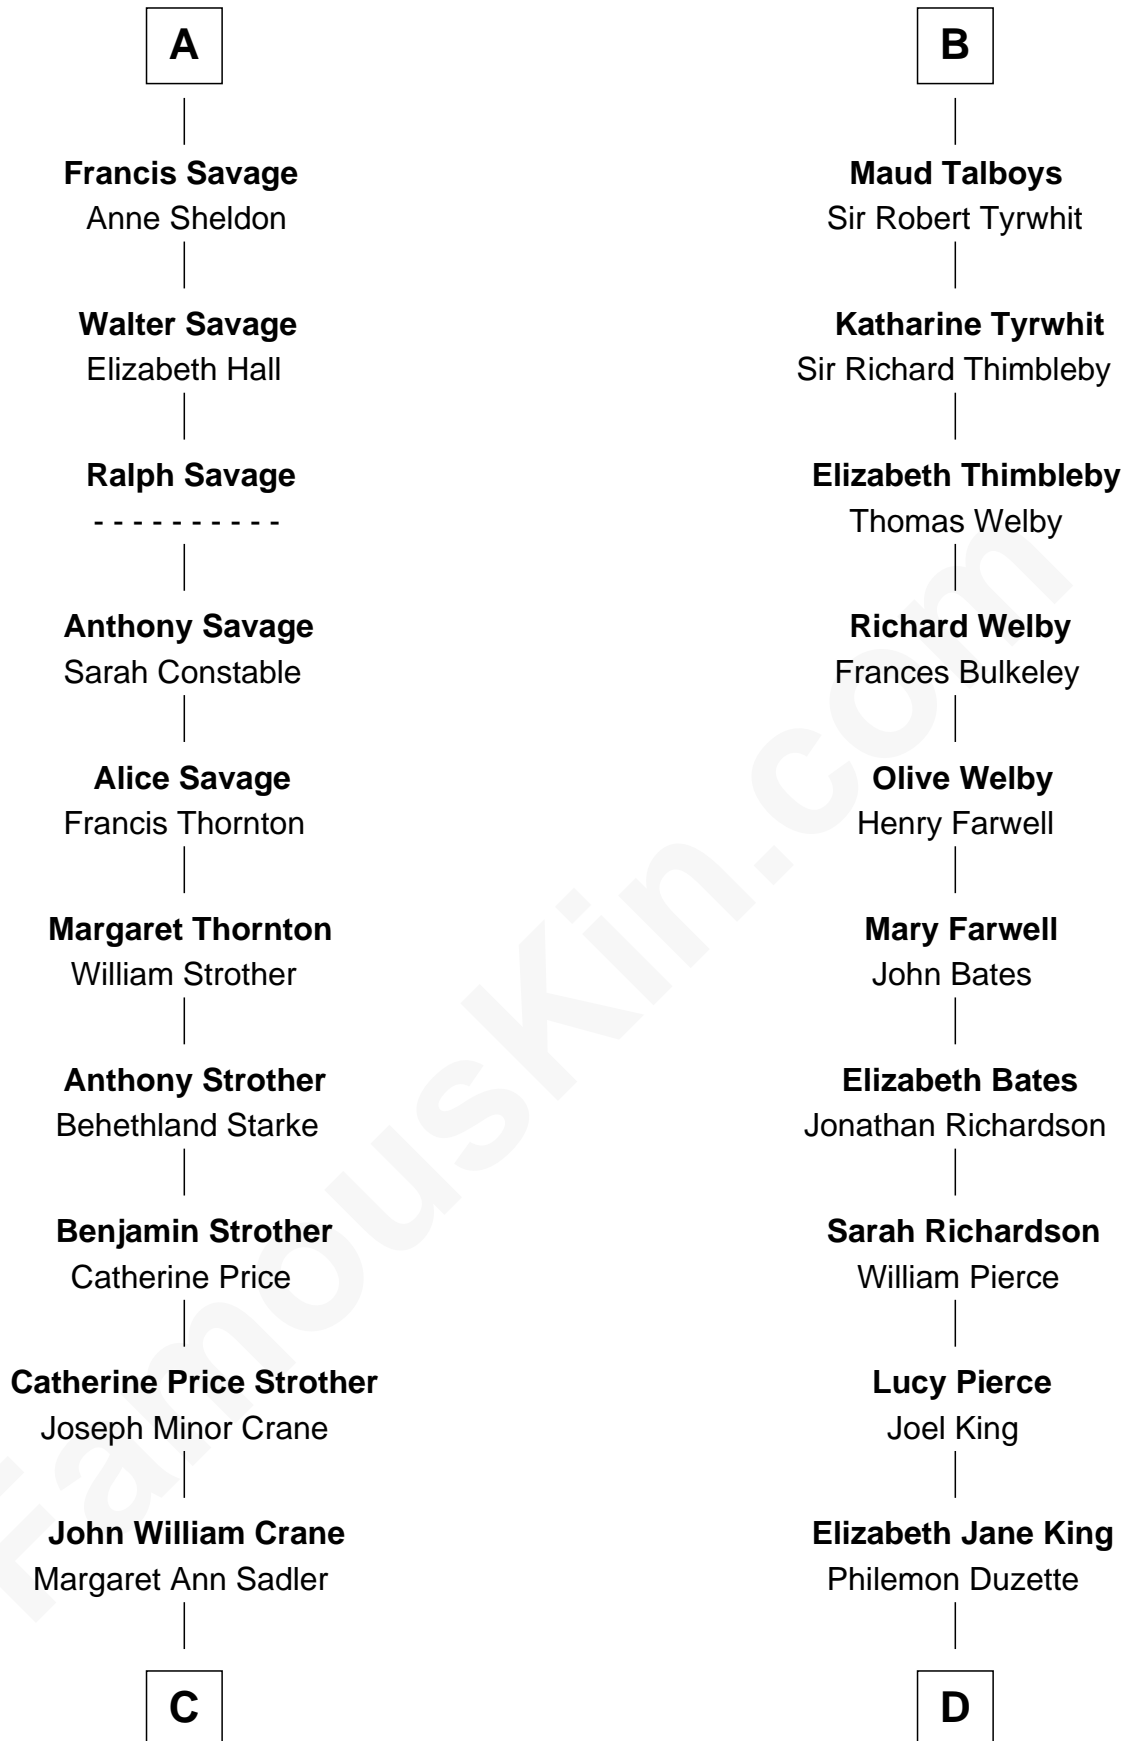 A
Francis Savage
Anne Sheldon
Walter Savage
Elizabeth Hall
Ralph Savage
- - - - - - - - - -
Anthony Savage
Sarah Constable
Alice Savage
Francis Thornton
Margaret Thornton
William Strother
Anthony Strother
Behethland Starke
Benjamin Strother
Catherine Price
Catherine Price Strother
Joseph Minor Crane
John William Crane
Margaret Ann Sadler
C
B
Maud Talboys
Sir Robert Tyrwhit
Katharine Tyrwhit
Sir Richard Thimbleby
Elizabeth Thimbleby
Thomas Welby
Richard Welby
Frances Bulkeley
Olive Welby
Henry Farwell
Mary Farwell
John Bates
Elizabeth Bates
Jonathan Richardson
Sarah Richardson
William Pierce
Lucy Pierce
Joel King
Elizabeth Jane King
Philemon Duzette
D
FamousKin.com